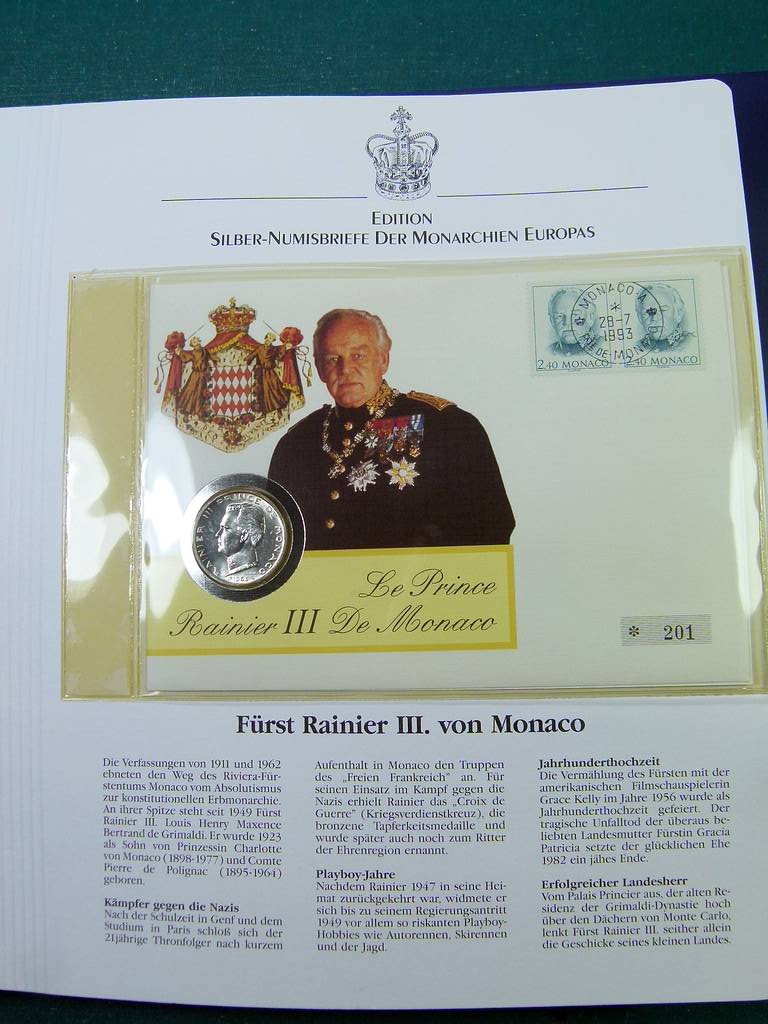 EDITION
SILBER-NUMISBRIEFE DER MONARCHIEN EUROPAS
MONACO-A
28-7
1993
2.40 MONACO
2.40 MONACO
RAINIER III PRINCE DE MONACO
Le Prince
Rainier III De Monaco
* 201
Fürst Rainier III. von Monaco
Die Verfassungen von 1911 und 1962
ebneten den Weg des Riviera-Für-
stentums Monaco vom Absolutismus
zur konstitutionellen Erbmonarchie.
An ihrer Spitze steht seit 1949 Fürst
Rainier III. Louis Henry Maxence
Bertrand de Grimaldi. Er wurde 1923
als Sohn von Prinzessin Charlotte
von Monaco (1898-1977) und Comte
Pierre de Polignac (1895-1964)
geboren.
Kämpfer gegen die Nazis
Nach der Schulzeit in Genf und dem
Studium in Paris schloß sich der
21jährige Thronfolger nach kurzem
Aufenthalt in Monaco den Truppen
des „Freien Frankreich" an. Für
seinen Einsatz im Kampf gegen die
Nazis erhielt Rainier das „Croix de
Guerre" (Kriegsverdienstkreuz), die
bronzene Tapferkeitsmedaille und
wurde später auch noch zum Ritter
der Ehrenregion ernannt.
Playboy-Jahre
Nachdem Rainier 1947 in seine Hei-
mat zurückgekehrt war, widmete er
sich bis zu seinem Regierungsantritt
1949 vor allem so riskanten Playboy-
Hobbies wie Autorennen, Skirennen
und der Jagd.
Jahrhunderthochzeit
Die Vermählung des Fürsten mit der
amerikanischen Filmschauspielerin
Grace Kelly im Jahre 1956 wurde als
Jahrhunderthochzeit gefeiert. Der
tragische Unfalltod der überaus be-
liebten Landesmutter Fürstin Gracia
Patricia setzte der glücklichen Ehe
1982 ein jähes Ende.
Erfolgreicher Landesherr
Vom Palais Princier aus, der alten Re-
sidenz der Grimaldi-Dynastie hoch
über den Dächern von Monte Carlo,
lenkt Fürst Rainier III. seither allein
die Geschicke seines kleinen Landes.